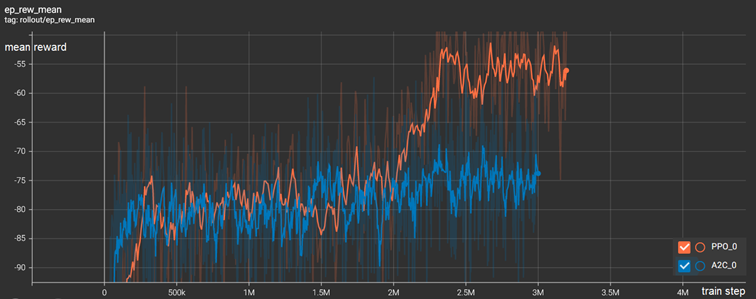 ep_rew_mean
tag: rollout/ep_rew_mean
mean reward
-55
-60
-65
-70
-75
-80
-85
-90
PPO_0
A2C_0
0 500k 1M 1.5M 2M 2.5M 3M 3.5M 4M train step